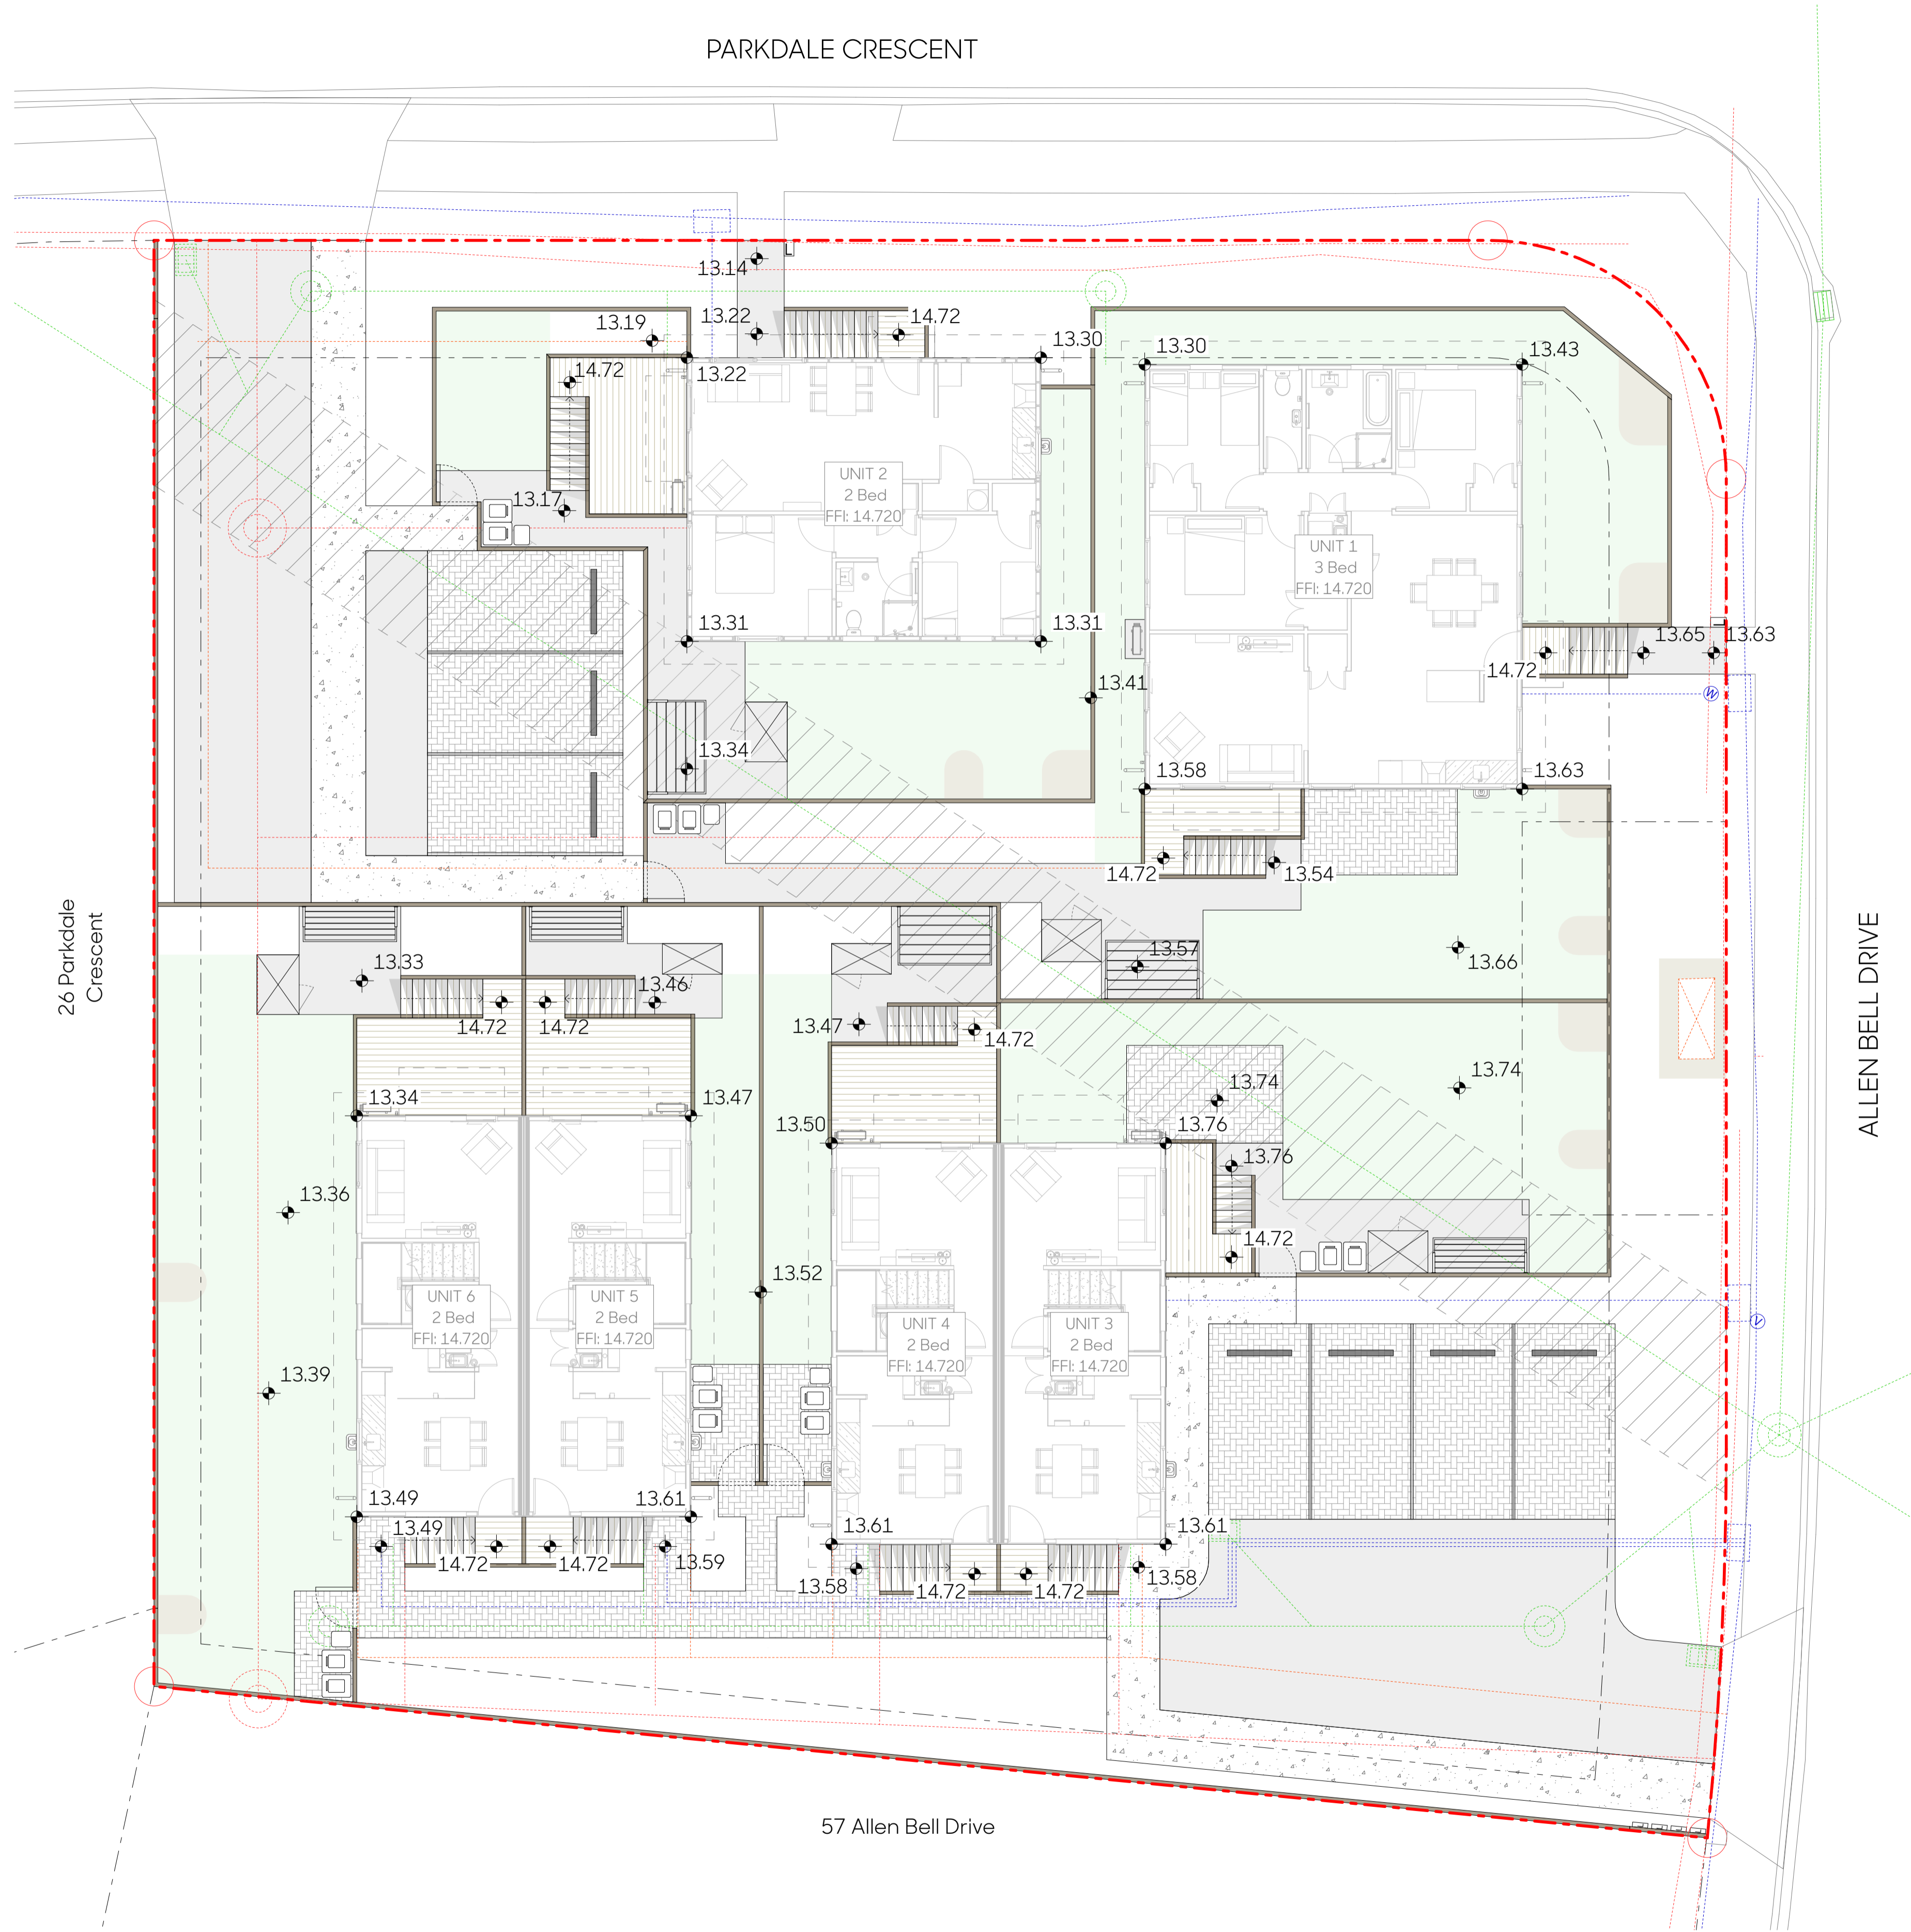 PARKDALE CRESCENT
13.14
13.19
13.22
14.72
13.30
13.30
13.43
14.72
13.22
UNIT 2
2 Bed
FFI: 14.720
13.17
UNIT 1
3 Bed
FFI: 14.720
13.31
13.31
13.65
13.63
14.72
13.41
W
13.34
13.58
13.63
14.72
13.54
26 Parkdale
Crescent
ALLEN BELL DRIVE
13.33
13.46
13.57
13.66
14.72
14.72
13.47
14.72
13.74
13.74
13.34
13.47
13.50
13.76
13.76
13.36
14.72
13.52
UNIT 6
2 Bed
FFI: 14.720
UNIT 5
2 Bed
FFI: 14.720
UNIT 4
2 Bed
FFI: 14.720
UNIT 3
2 Bed
FFI: 14.720
V
13.39
13.49
13.61
13.49
14.72
14.72
13.59
13.61
13.61
13.58
14.72
14.72
13.58
57 Allen Bell Drive